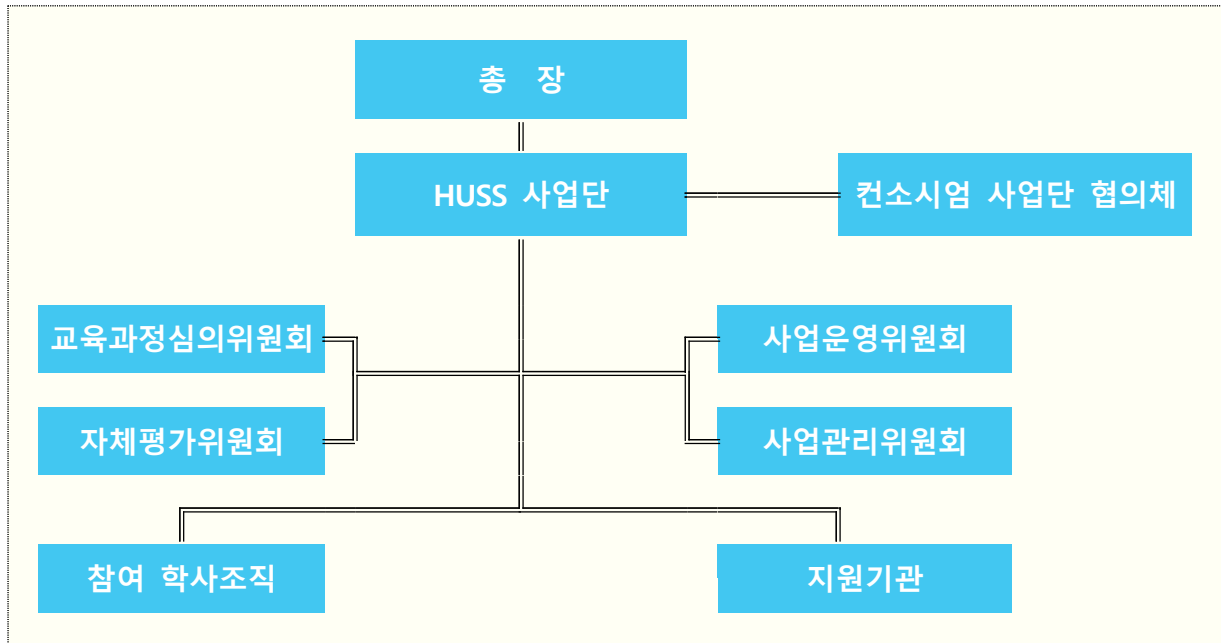 총 장
HUSS 사업단
컨소시엄 사업단 협의체
교육과정심의위원회
사업운영위원회
자체평가위원회
사업관리위원회
참여 학사조직
지원기관